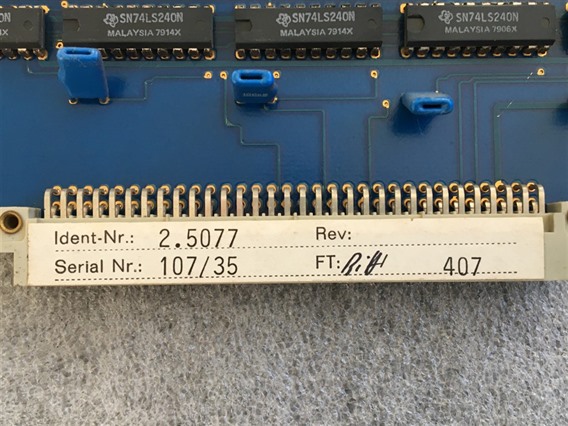 SN74LS240N
MALAYSIA 7914X
SN74LS240N
MALAYSIA 7914X
SN74LS240N
MALAYSIA 7906X
Ident-Nr.: 2.5077 Rev:
Serial Nr.: 107/35 FT: 407